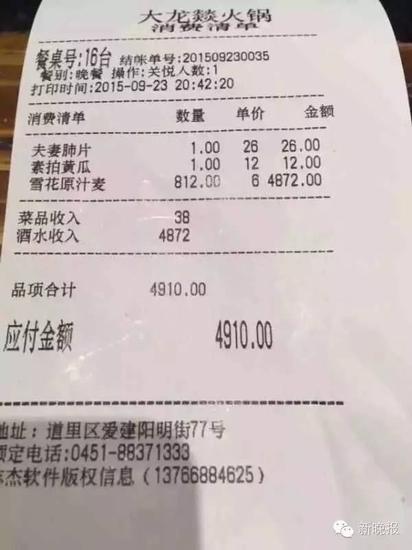 大龙燚火锅
消费清单
餐桌号:16台 结帐单号:201509230035
餐别:晚餐 操作:关悦人数:1
打印时间:2015-09-23 20:42:20
消费清单 数量 单价 金额
夫妻肺片 1.00 26 26.00
素拍黄瓜 1.00 12 12.00
雪花原汁麦 812.00 6 4872.00
菜品收入 38
酒水收入 4872
品项合计 4910.00
应付金额 4910.00
地址: 道里区爱建阳明街77号
预定电话:0451-88371333
杰软件版权信息(13766884625)
新晚报